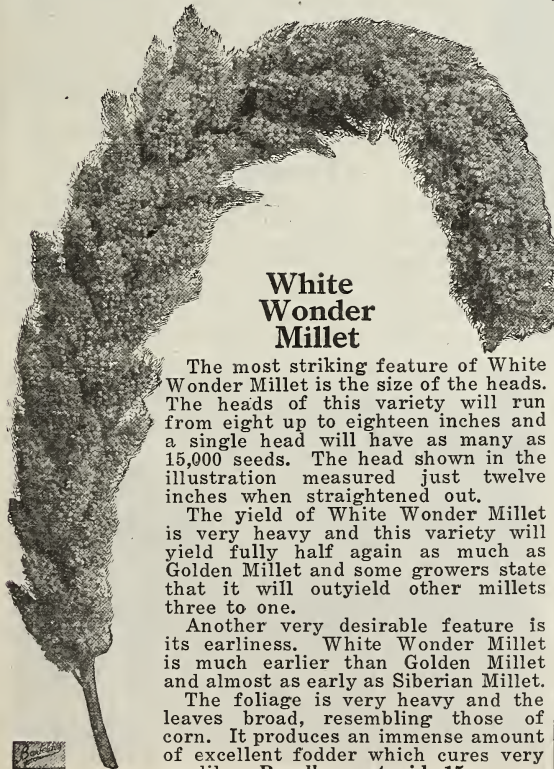 White
Wonder
Millet
The most striking feature of White
Wonder Millet is the size of the heads.
The heads of this variety will run
from eight up to eighteen inches and
a single head will have as many as
15,000 seeds. The head shown in the
illustration measured just twelve
inches when straightened out.
The yield of White Wonder Millet
is very heavy and this variety will
yield fully half again as much as
Golden Millet and some growers state
that it will outyield other millets
three to one.
Another very desirable feature is
its earliness. White Wonder Millet
is much earlier than Golden Millet
and almost as early as Siberian Millet.
The foliage is very heavy and the
leaves broad, resembling those of
corn. It produces an immense amount
of excellent fodder which cures very